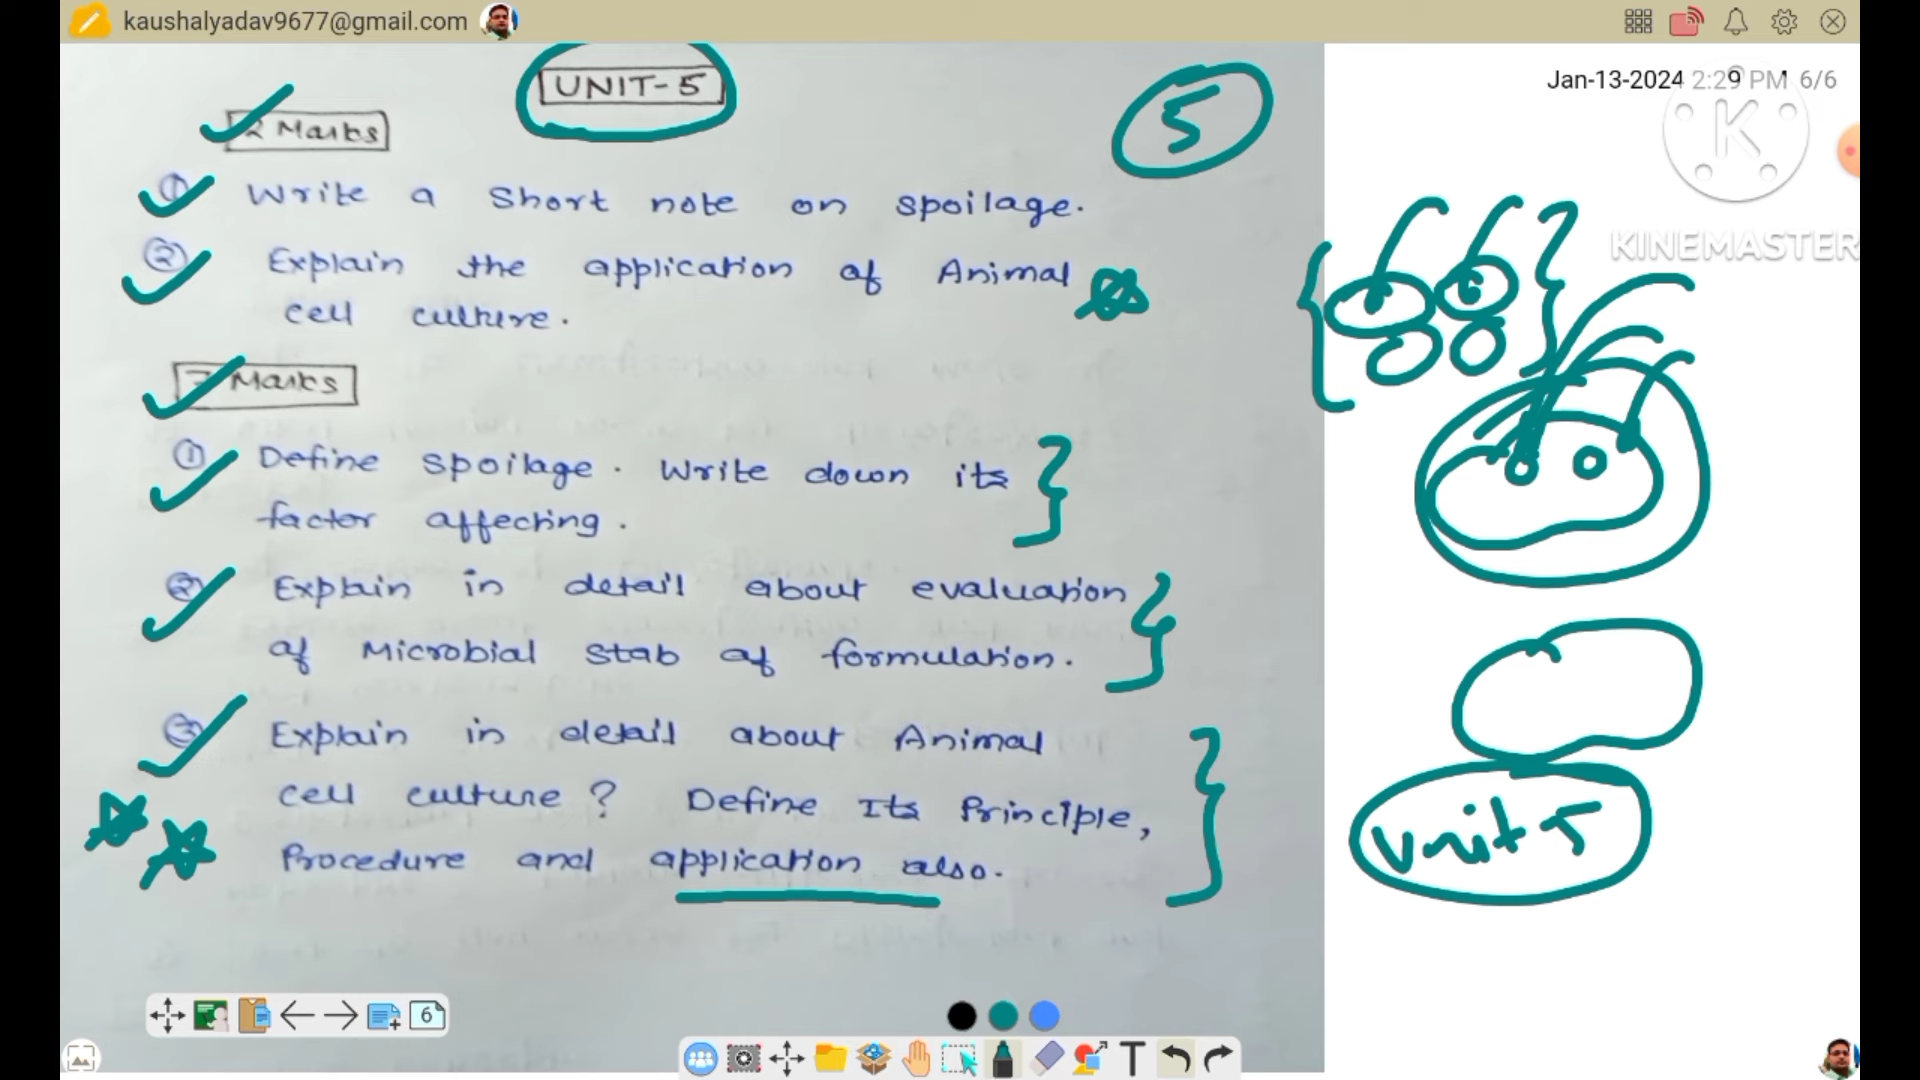 kaushalyadav9677@gmail.com
Jan-13-2024 2:29 PM 6/6
K
KINEMASTER
UNIT-5
5
2 Marks
① Write a short note on spoilage.
② Explain the application of Animal
cell culture.
7 Marks
① Define spoilage. Write down its
factor affecting.
② Explain in detail about evaluation
of Microbial stab of formulation.
③ Explain in detail about Animal
cell culture? Define Its Principle,
Procedure and application also.
Unit 5
6
T